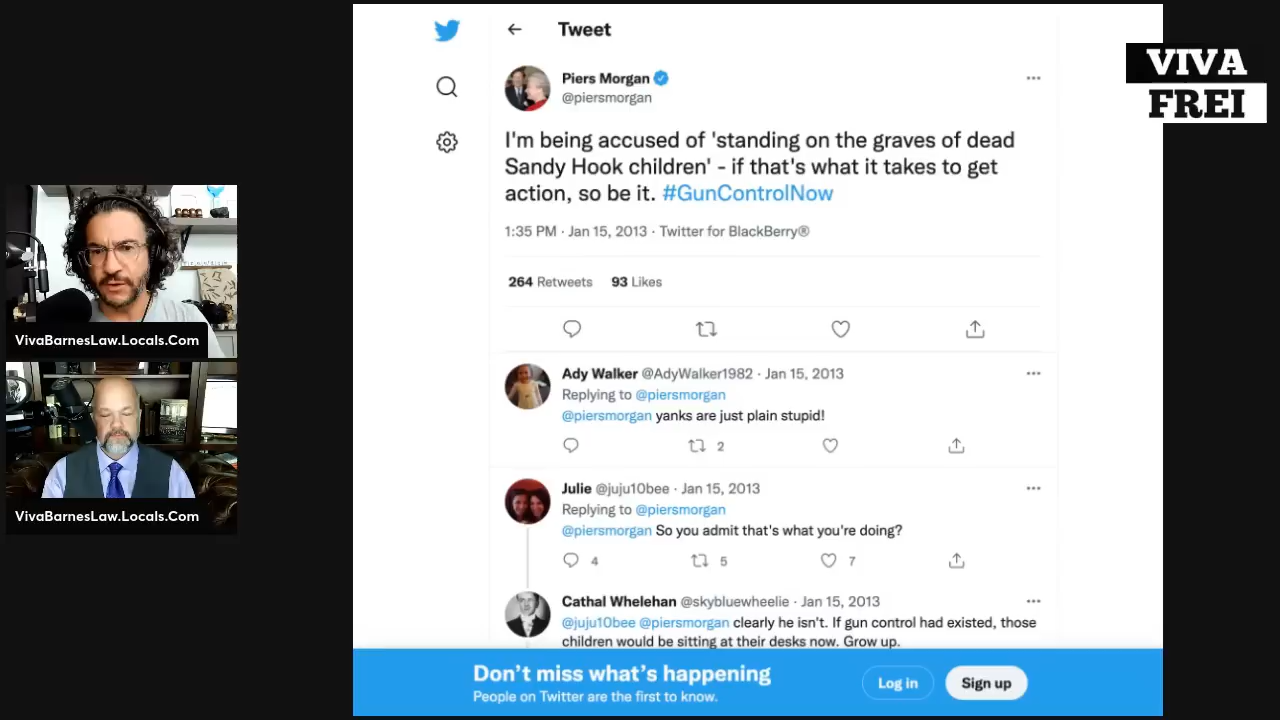 Tweet
Piers Morgan
@piersmorgan
I'm being accused of 'standing on the graves of dead
Sandy Hook children' - if that's what it takes to get
action, so be it. #GunControlNow
1:35 PM · Jan 15, 2013 · Twitter for BlackBerry®
264 Retweets 93 Likes
Ady Walker @AdyWalker1982 · Jan 15, 2013
Replying to @piersmorgan
@piersmorgan yanks are just plain stupid!
2
Julie @juju10bee · Jan 15, 2013
Replying to @piersmorgan
@piersmorgan So you admit that's what you're doing?
4 5 7
Cathal Whelehan @skybluewheelie · Jan 15, 2013
@juju10bee @piersmorgan clearly he isn't. If gun control had existed, those
children would be sitting at their desks now. Grow up.
Don't miss what's happening
People on Twitter are the first to know.
Log in
Sign up
VIVA
FREI
VivaBarnesLaw.Locals.Com
VivaBarnesLaw.Locals.Com